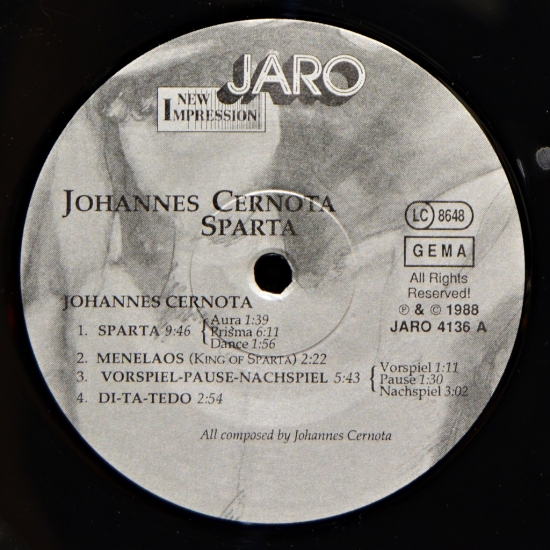 JARO
NEW
IMPRESSION
JOHANNES CERNOTA
SPARTA
LC 8648
GEMA
All Rights
Reserved!
℗ & © 1988
JARO 4136 A
JOHANNES CERNOTA
1. SPARTA 9:46 { Aura 1:39
Prisma 6:11
Dance 1:56
2. MENELAOS (KING OF SPARTA) 2:22
3. VORSPIEL-PAUSE-NACHSPIEL 5:43 { Vorspiel 1:11
Pause 1:30
Nachspiel 3:02
4. DI-TA-TEDO 2:54
All composed by Johannes Cernota